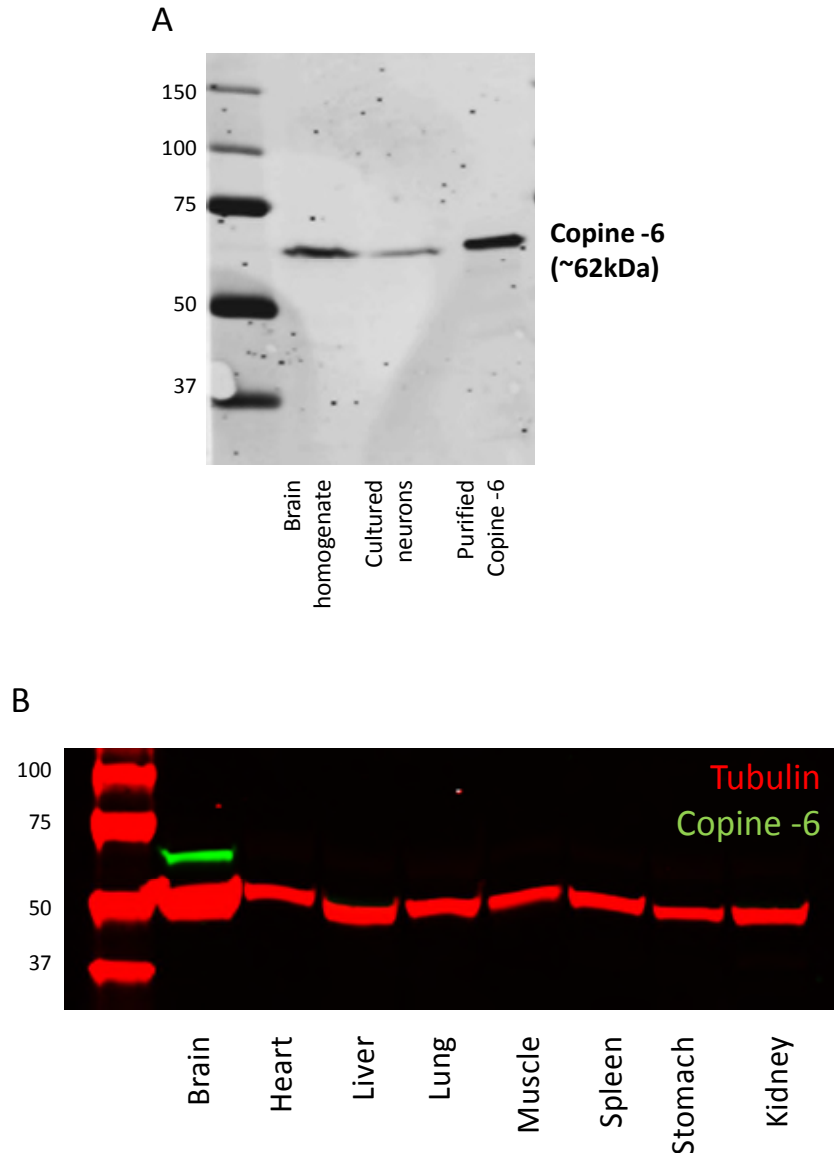 A
150
100
75
50
37
Copine -6
(~62kDa)
Brain
homogenate
Cultured
neurons
Purified
Copine -6
B
100
75
50
37
Tubulin
Copine -6
Brain
Heart
Liver
Lung
Muscle
Spleen
Stomach
Kidney